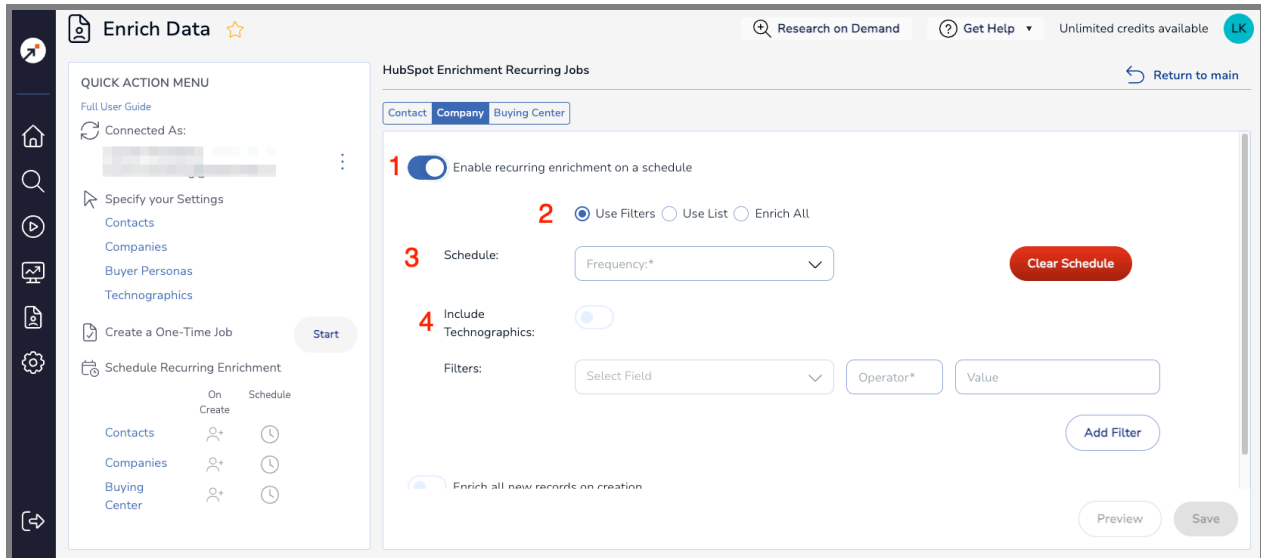 Enrich Data
Research on Demand
Get Help
Unlimited credits available
LK
QUICK ACTION MENU
Full User Guide
Connected As:
Specify your Settings
Contacts
Companies
Buyer Personas
Technographics
Create a One-Time Job
Start
Schedule Recurring Enrichment
On
Create
Schedule
Contacts
Companies
Buying
Center
HubSpot Enrichment Recurring Jobs
Return to main
Contact Company Buying Center
1 Enable recurring enrichment on a schedule
2 Use Filters Use List Enrich All
3 Schedule: Frequency:* Clear Schedule
4 Include
Technographics:
Filters: Select Field Operator* Value
Add Filter
Enrich all new records on creation
Preview Save